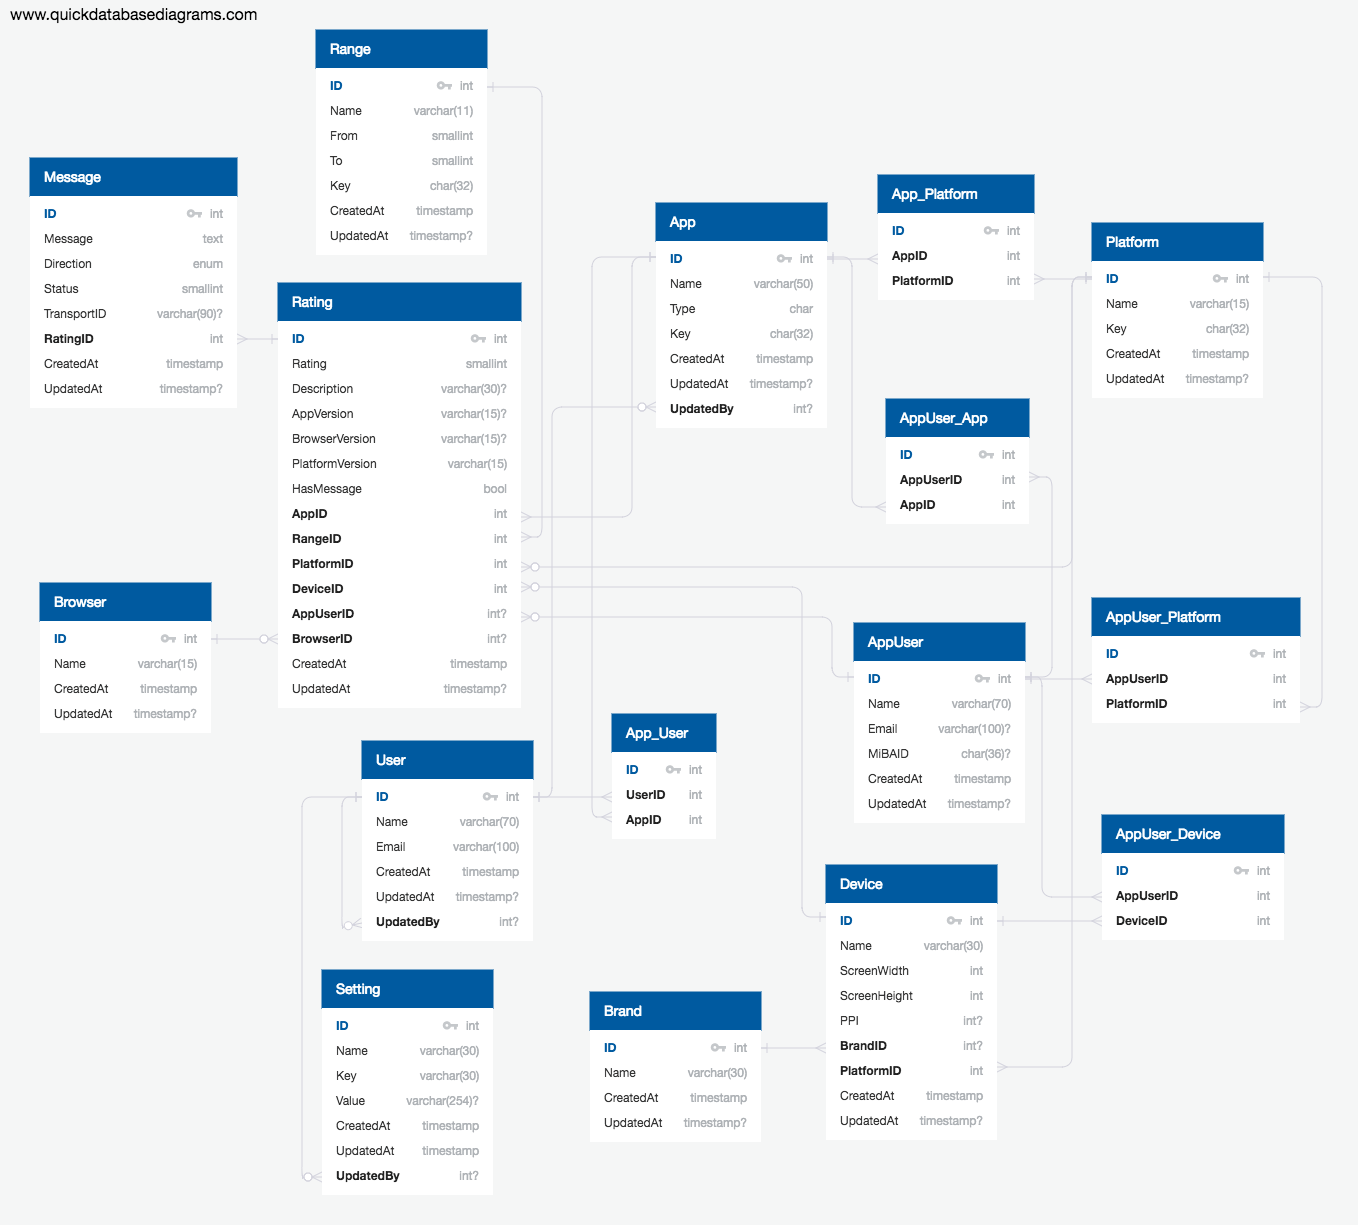 www.quickdatabasediagrams.com
Range
ID int
Name varchar(11)
From smallint
To smallint
Key char(32)
CreatedAt timestamp
UpdatedAt timestamp?
Message
ID int
Message text
Direction enum
Status smallint
TransportID varchar(90)?
RatingID int
CreatedAt timestamp
UpdatedAt timestamp?
Rating
ID int
Rating smallint
Description varchar(30)?
AppVersion varchar(15)?
BrowserVersion varchar(15)?
PlatformVersion varchar(15)
HasMessage bool
AppID int
RangeID int
PlatformID int
DeviceID int
AppUserID int?
BrowserID int?
CreatedAt timestamp
UpdatedAt timestamp?
App
ID int
Name varchar(50)
Type char
Key char(32)
CreatedAt timestamp
UpdatedAt timestamp?
UpdatedBy int?
App_Platform
ID int
AppID int
PlatformID int
Platform
ID int
Name varchar(15)
Key char(32)
CreatedAt timestamp
UpdatedAt timestamp?
AppUser_App
ID int
AppUserID int
AppID int
Browser
ID int
Name varchar(15)
CreatedAt timestamp
UpdatedAt timestamp?
AppUser
ID int
Name varchar(70)
Email varchar(100)?
MiBAID char(36)?
CreatedAt timestamp
UpdatedAt timestamp?
AppUser_Platform
ID int
AppUserID int
PlatformID int
User
ID int
Name varchar(70)
Email varchar(100)
CreatedAt timestamp
UpdatedAt timestamp?
UpdatedBy int?
App_User
ID int
UserID int
AppID int
AppUser_Device
ID int
AppUserID int
DeviceID int
Device
ID int
Name varchar(30)
ScreenWidth int
ScreenHeight int
PPI int?
BrandID int?
PlatformID int
CreatedAt timestamp
UpdatedAt timestamp?
Setting
ID int
Name varchar(30)
Key varchar(30)
Value varchar(254)?
CreatedAt timestamp
UpdatedAt timestamp
UpdatedBy int?
Brand
ID int
Name varchar(30)
CreatedAt timestamp
UpdatedAt timestamp?